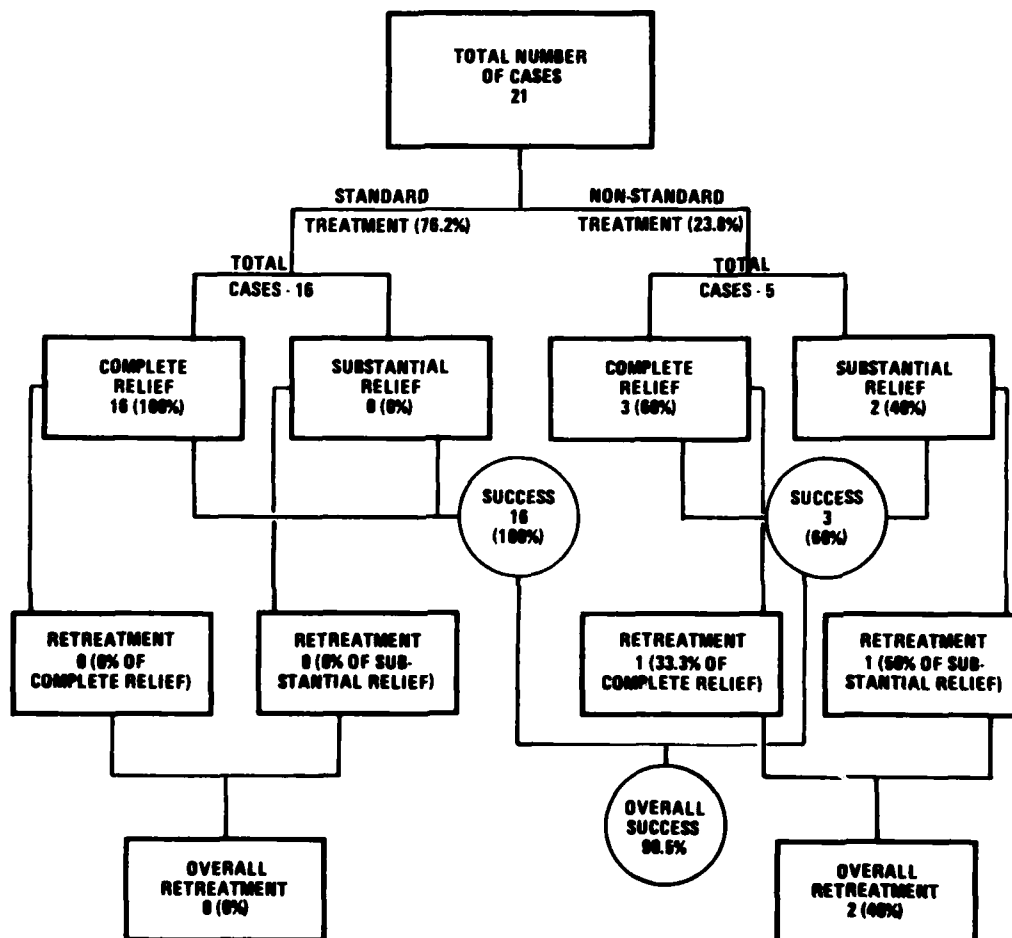 TOTAL NUMBER
OF CASES
21
STANDARD
TREATMENT (76.2%)
NON-STANDARD
TREATMENT (23.8%)
TOTAL
CASES - 16
TOTAL
CASES - 5
COMPLETE
RELIEF
16 (100%)
SUBSTANTIAL
RELIEF
0 (0%)
COMPLETE
RELIEF
3 (60%)
SUBSTANTIAL
RELIEF
2 (40%)
SUCCESS
16
(100%)
SUCCESS
3
(60%)
RETREATMENT
0 (0% OF
COMPLETE RELIEF)
RETREATMENT
0 (0% OF SUB-
STANTIAL RELIEF)
RETREATMENT
1 (33.3% OF
COMPLETE RELIEF)
RETREATMENT
1 (50% OF SUB-
STANTIAL RELIEF)
OVERALL
SUCCESS
90.5%
OVERALL
RETREATMENT
0 (0%)
OVERALL
RETREATMENT
2 (40%)